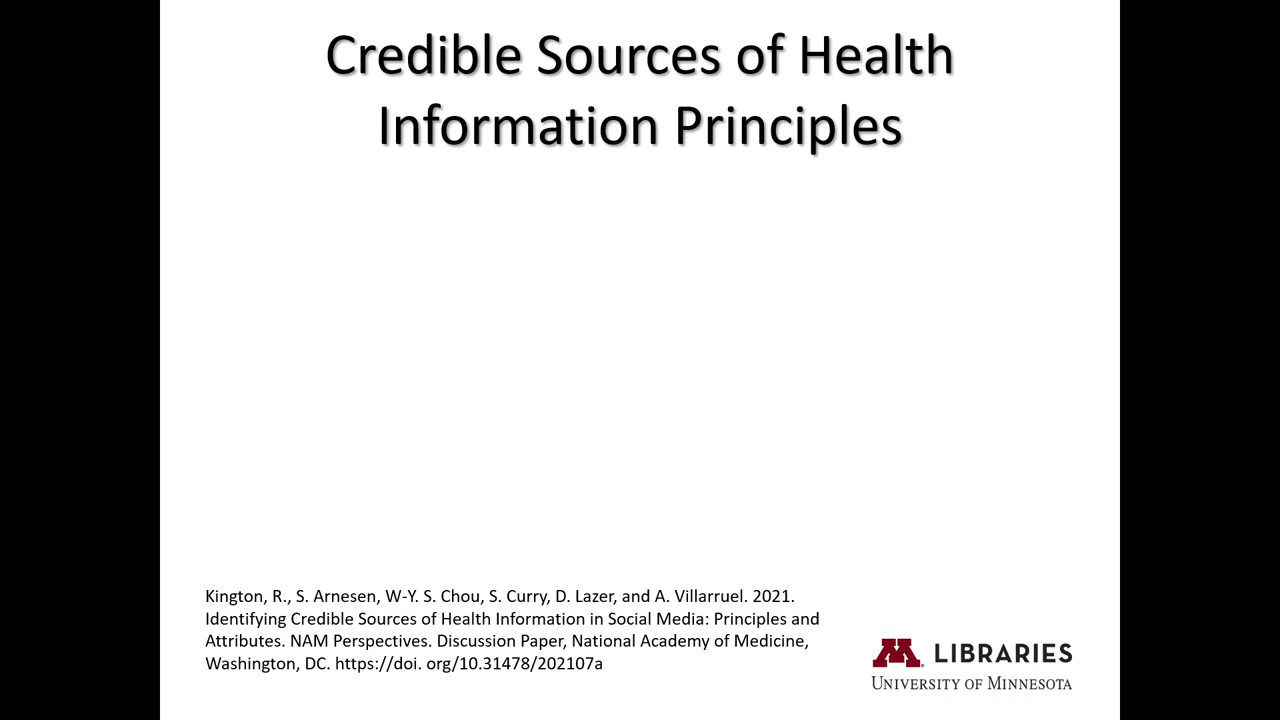 Credible Sources of Health
Information Principles
Kington, R., S. Arnesen, W-Y. S. Chou, S. Curry, D. Lazer, and A. Villarruel. 2021.
Identifying Credible Sources of Health Information in Social Media: Principles and
Attributes. NAM Perspectives. Discussion Paper, National Academy of Medicine,
Washington, DC. https://doi. org/10.31478/202107a
M LIBRARIES
UNIVERSITY OF MINNESOTA